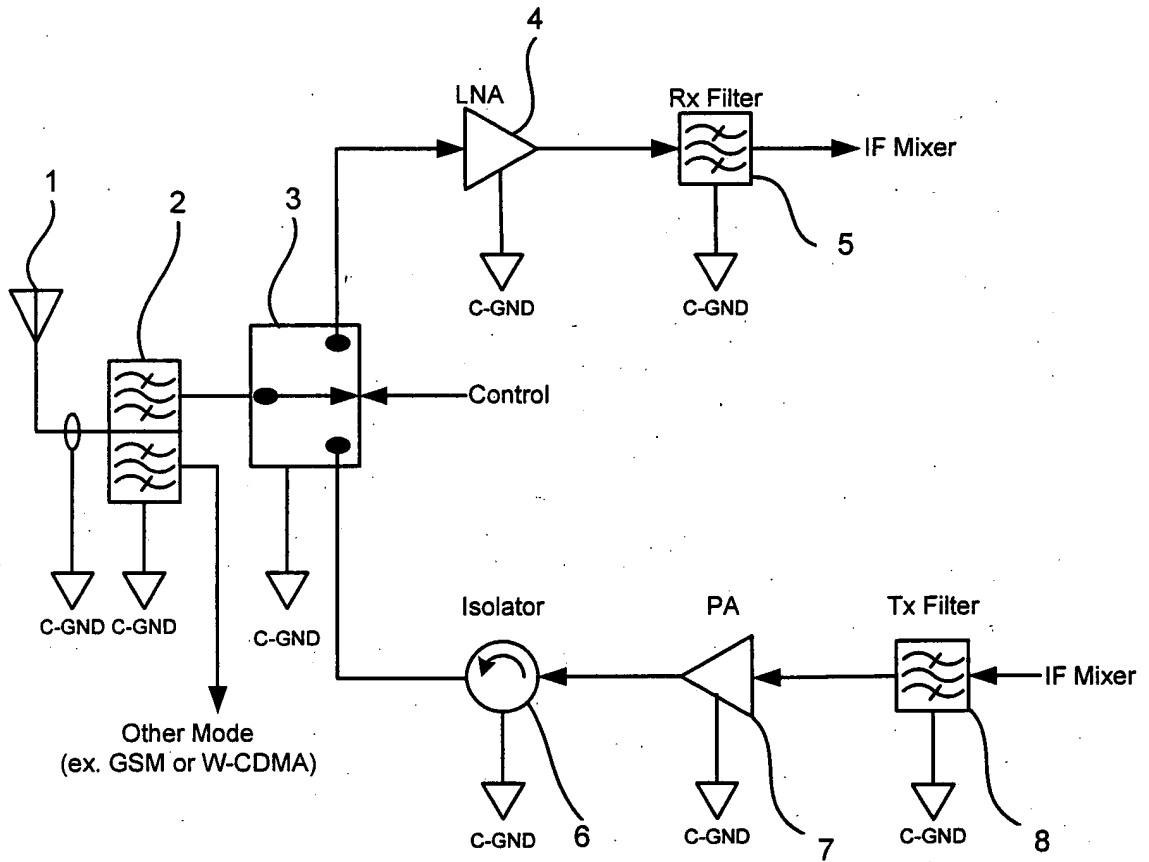 4
LNA
Rx Filter
IF Mixer
1
2
3
5
C-GND
C-GND
Control
C-GND
C-GND
C-GND
Isolator
PA
Tx Filter
IF Mixer
Other Mode
(ex. GSM or W-CDMA)
C-GND
6
C-GND
7
C-GND
8